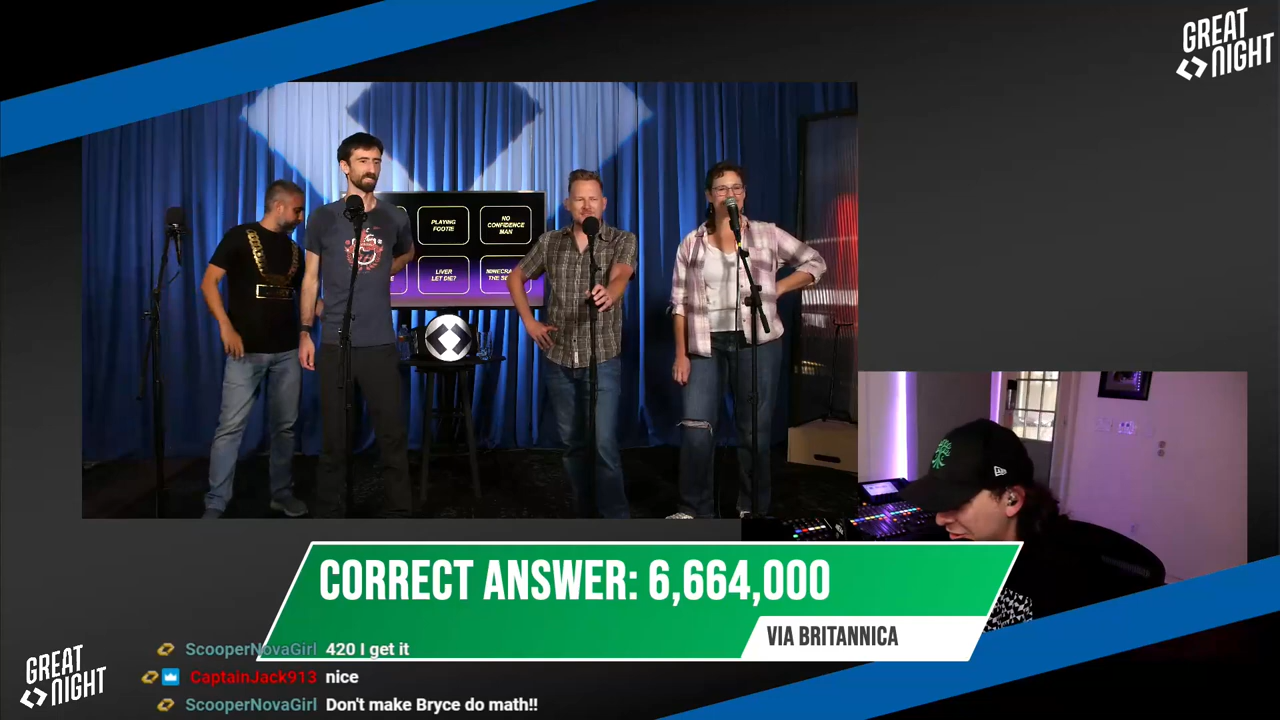 GREAT
NIGHT
PLAYING
FOOTIE
NO
CONFIDENCE
MAN
LIVER
LET DIE?
CORRECT ANSWER: 6,664,000
VIA BRITANNICA
ScooperNovaGirl 420 I get it
CaptainJack913 nice
ScooperNovaGirl Don't make Bryce do math!!
GREAT
NIGHT